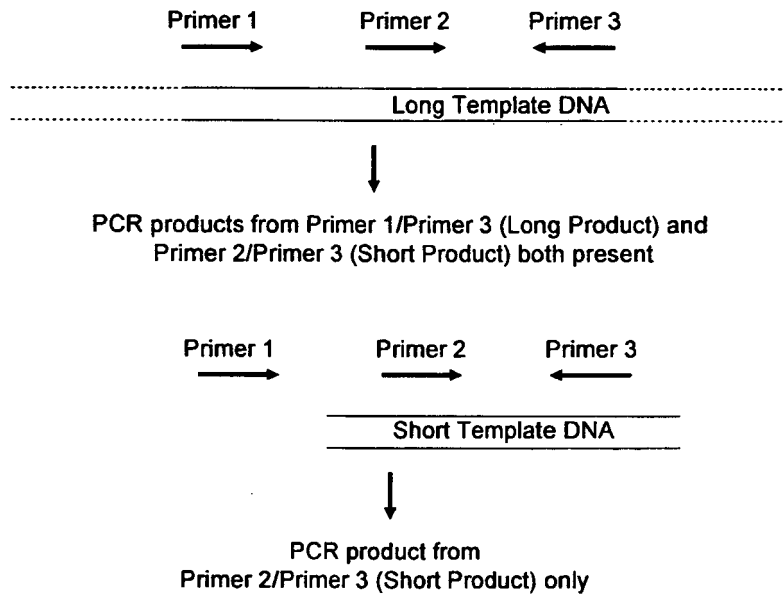 Primer 1 Primer 2 Primer 3
Long Template DNA
PCR products from Primer 1/Primer 3 (Long Product) and
Primer 2/Primer 3 (Short Product) both present
Primer 1 Primer 2 Primer 3
Short Template DNA
PCR product from
Primer 2/Primer 3 (Short Product) only